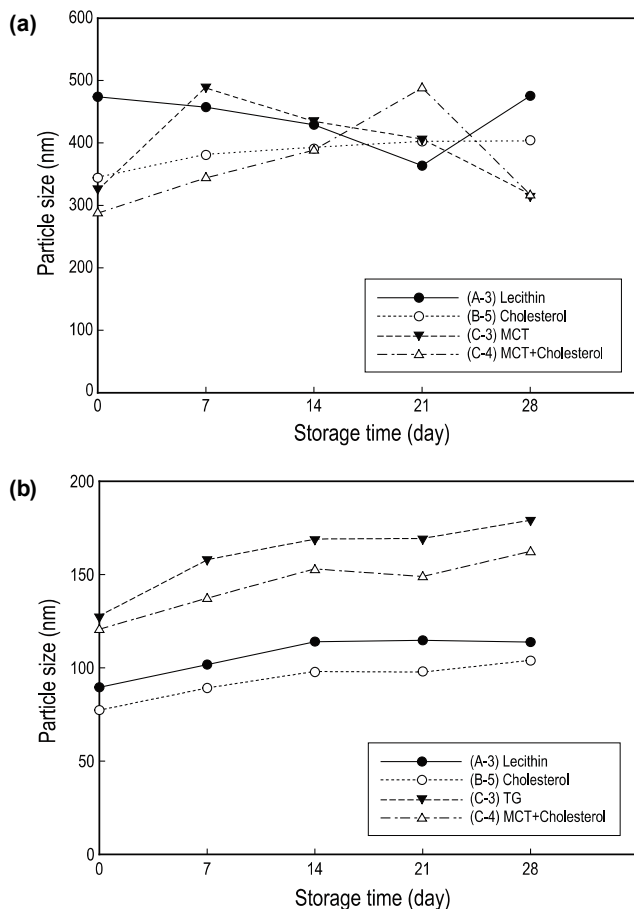 (a)
600
500
400
300
200
100
0
Particle size (nm)
(A-3) Lecithin
(B-5) Cholesterol
(C-3) MCT
(C-4) MCT+Cholesterol
0 7 14 21 28
Storage time (day)
(b)
200
150
100
50
0
Particle size (nm)
(A-3) Lecithin
(B-5) Cholesterol
(C-3) TG
(C-4) MCT+Cholesterol
0 7 14 21 28
Storage time (day)